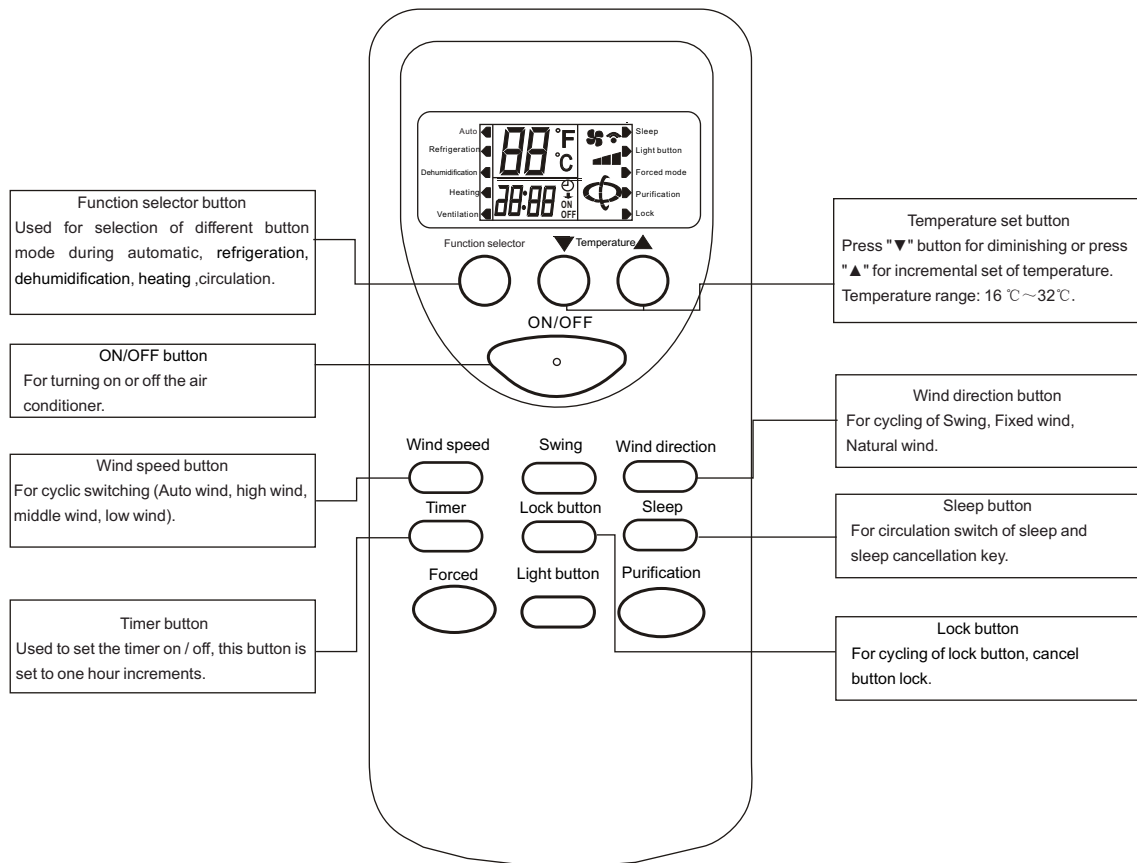 Auto
Refrigeration
Dehumidification
Heating
Ventilation
88 °F
°C
28:88 ON
OFF
Sleep
Light button
Forced mode
Purification
Lock
Function selector ▼ Temperature ▲
ON/OFF
Wind speed Swing Wind direction
Timer Lock button Sleep
Forced Light button Purification
Function selector button
Used for selection of different button
mode during automatic, refrigeration,
dehumidification, heating ,circulation.
ON/OFF button
For turning on or off the air
conditioner.
Wind speed button
For cyclic switching (Auto wind, high wind,
middle wind, low wind).
Timer button
Used to set the timer on / off, this button is
set to one hour increments.
Temperature set button
Press "▼" button for diminishing or press
"▲" for incremental set of temperature.
Temperature range: 16 ℃～32℃.
Wind direction button
For cycling of Swing, Fixed wind,
Natural wind.
Sleep button
For circulation switch of sleep and
sleep cancellation key.
Lock button
For cycling of lock button, cancel
button lock.